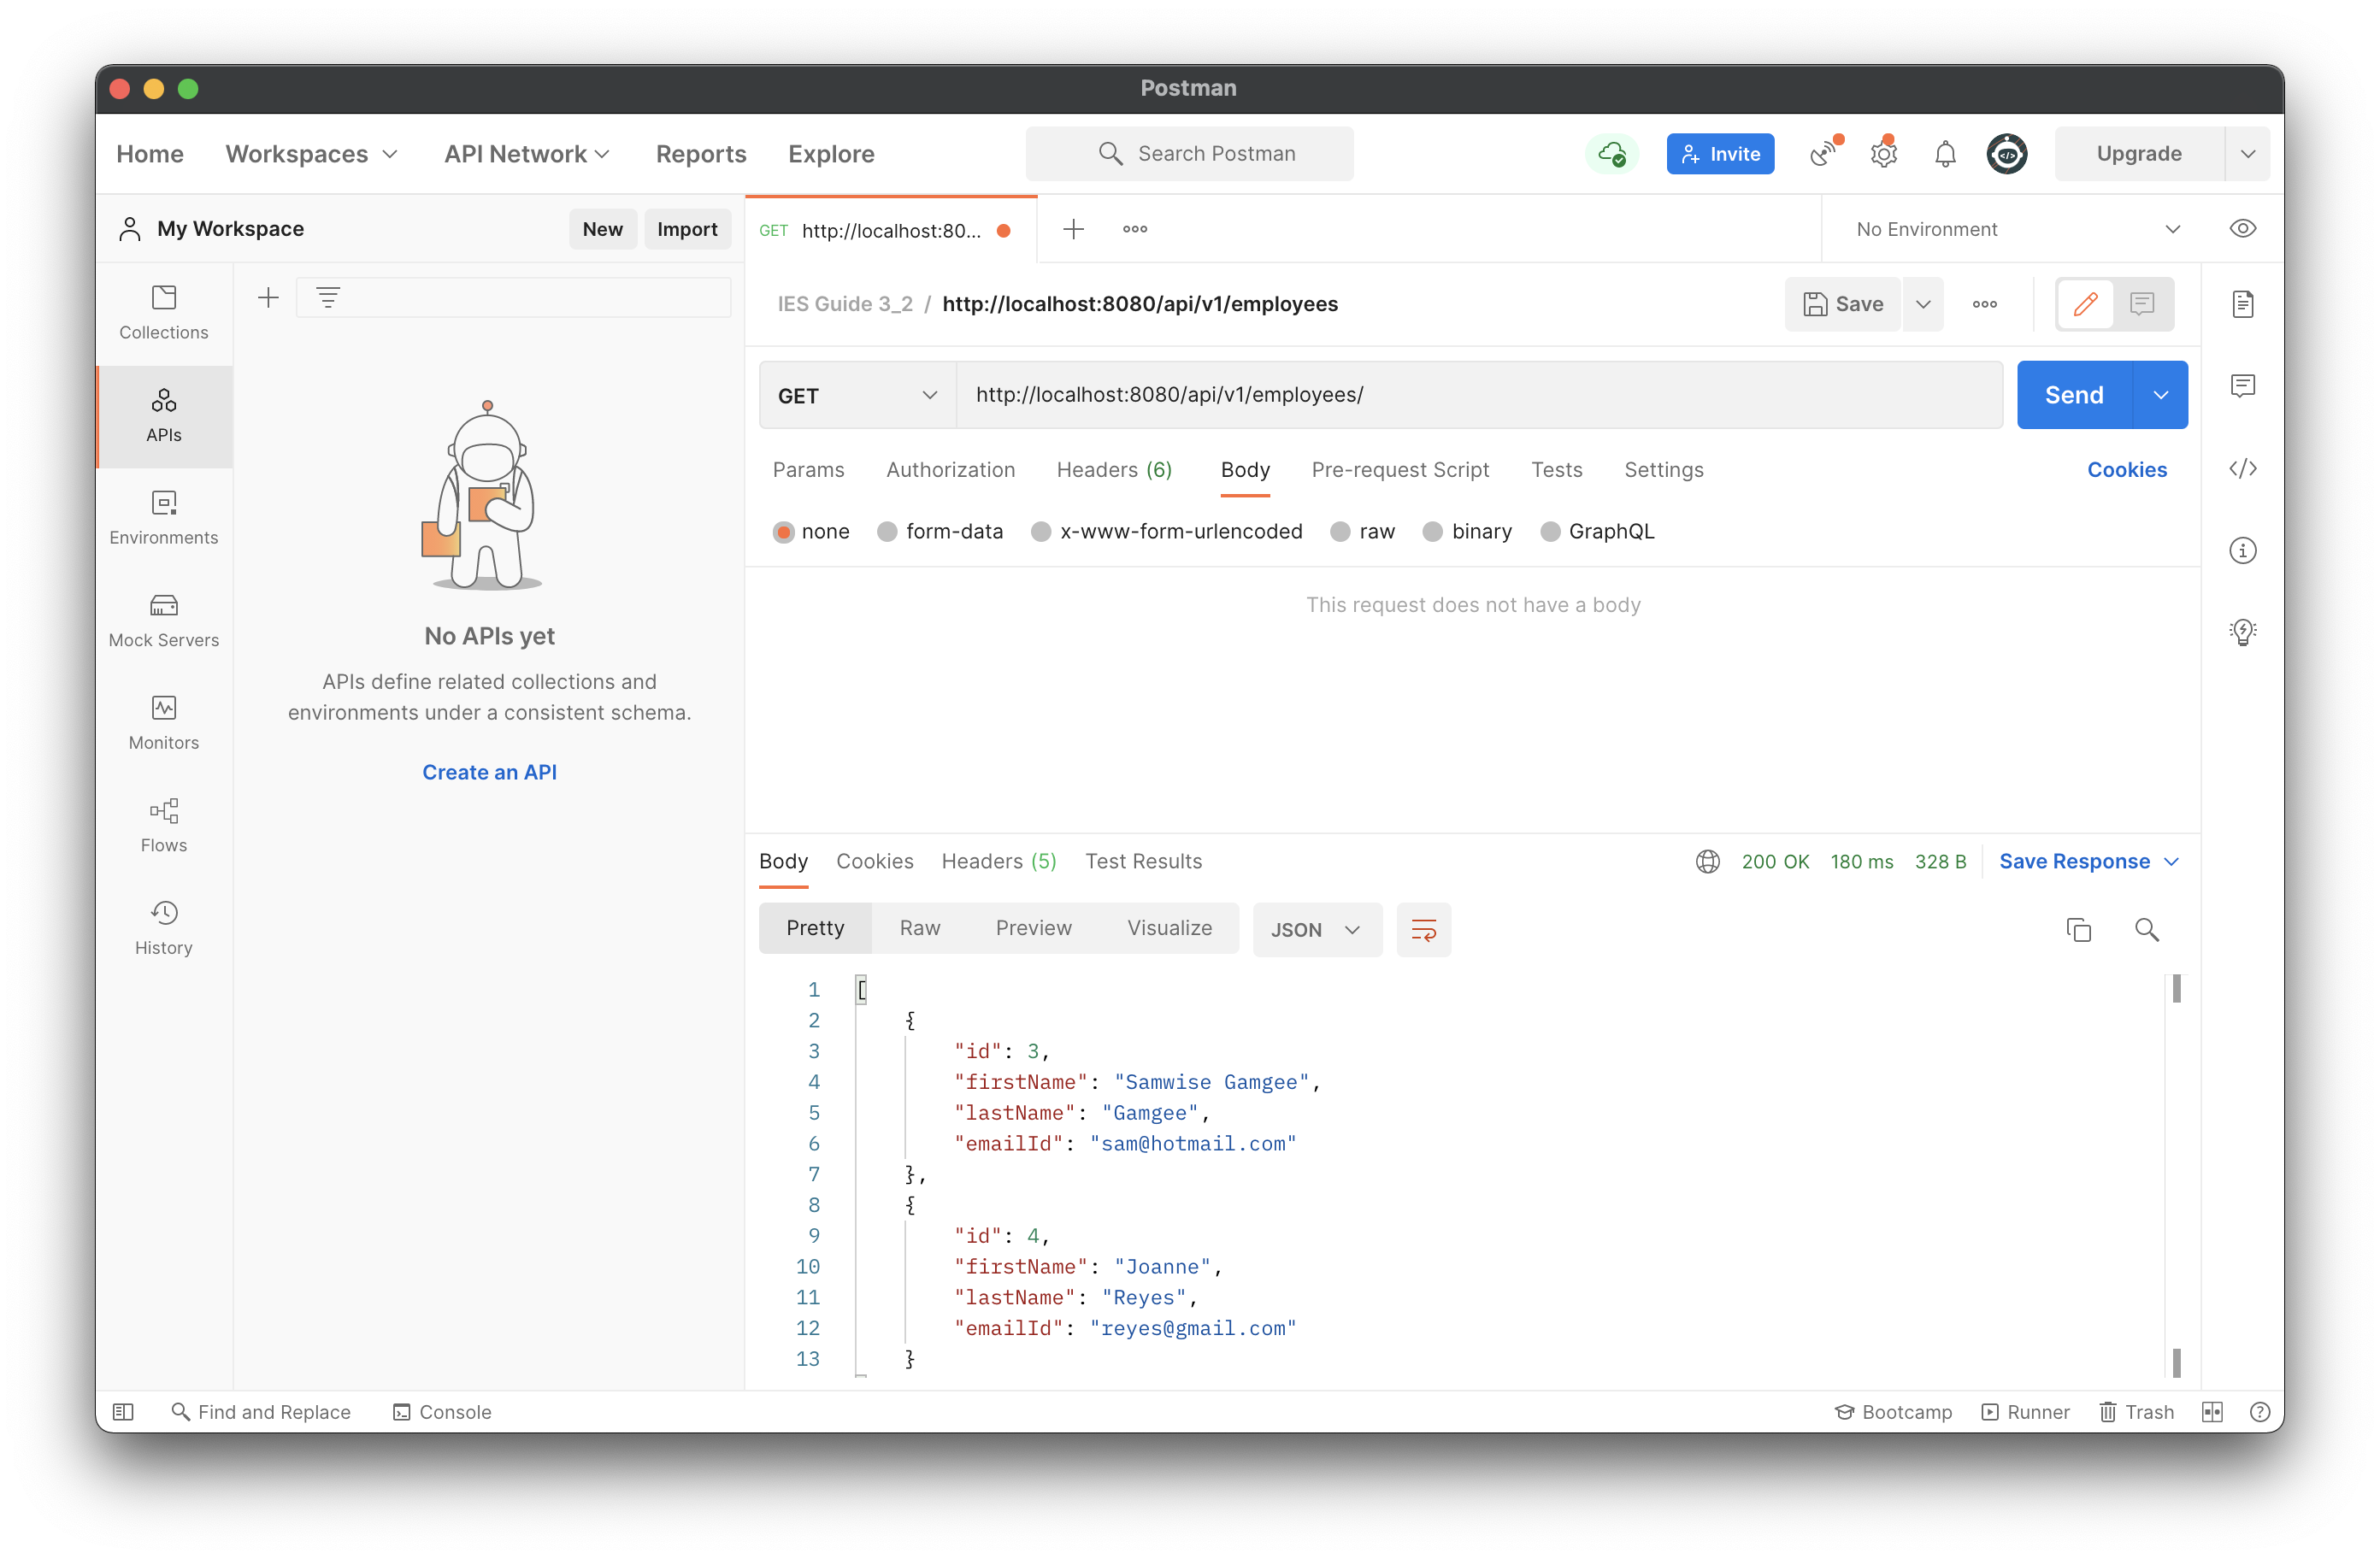 Postman
Home Workspaces API Network Reports Explore Search Postman Invite Upgrade
My Workspace New Import
GET http://localhost:80... No Environment
Collections
APIs
Environments
Mock Servers
Monitors
Flows
History
No APIs yet
APIs define related collections and
environments under a consistent schema.
Create an API
IES Guide 3_2 / http://localhost:8080/api/v1/employees Save
GET http://localhost:8080/api/v1/employees/ Send
Params Authorization Headers (6) Body Pre-request Script Tests Settings Cookies
none form-data x-www-form-urlencoded raw binary GraphQL
This request does not have a body
Body Cookies Headers (5) Test Results 200 OK 180 ms 328 B Save Response
Pretty Raw Preview Visualize JSON
1 [
2 {
3 "id": 3,
4 "firstName": "Samwise Gamgee",
5 "lastName": "Gamgee",
6 "emailId": "sam@hotmail.com"
7 },
8 {
9 "id": 4,
10 "firstName": "Joanne",
11 "lastName": "Reyes",
12 "emailId": "reyes@gmail.com"
13 }
Find and Replace Console Bootcamp Runner Trash